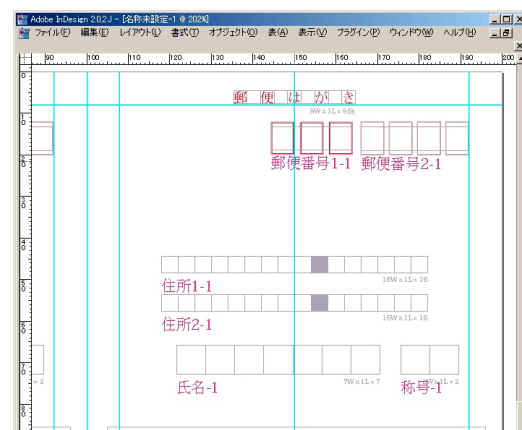 Adobe InDesign 2.0.2J - [名称未設定-1 @ 202%]
ファイル(F) 編集(E) レイアウト(L) 書式(T) オブジェクト(O) 表(A) 表示(V) プラグイン(P) ウィンドウ(W) ヘルプ(H)
90 100 110 120 130 140 150 160 170 180 190 200
郵便はがき
9W x 1L = 9(9)
郵便番号1-1 郵便番号2-1
16W x 1L = 16
住所1-1
16W x 1L = 16
住所2-1
= 2 7W x 1L = 7
氏名-1 称号-1